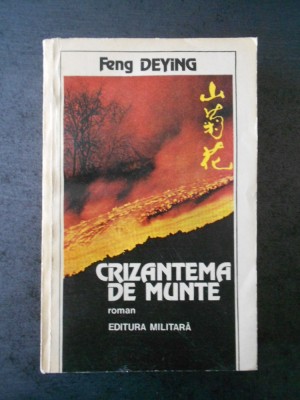 Feng DEYING
山
菊
花
CRIZANTEMA
DE MUNTE
roman
EDITURA MILITARĂ